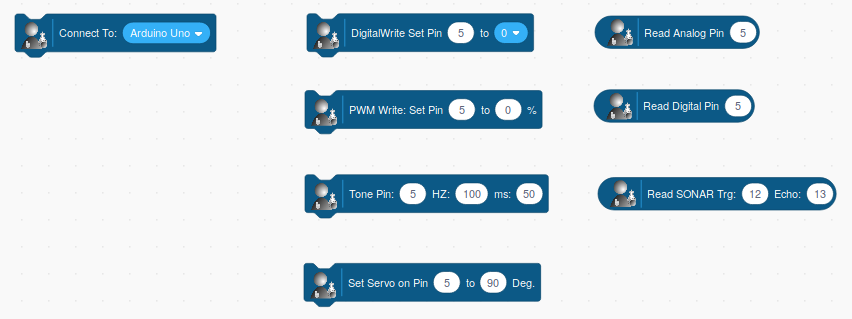 Connect To: Arduino Uno
DigitalWrite Set Pin 5 to 0
Read Analog Pin 5
PWM Write: Set Pin 5 to 0 %
Read Digital Pin 5
Tone Pin: 5 HZ: 100 ms: 50
Read SONAR Trg: 12 Echo: 13
Set Servo on Pin 5 to 90 Deg.